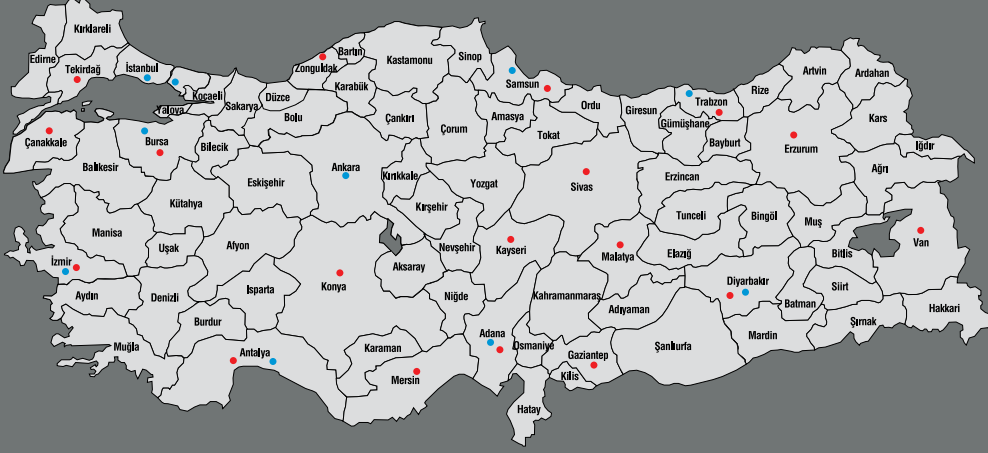 Kırklareli
Edirne
Tekirdağ
İstanbul
Kocaeli
Yalova
Sakarya
Düzce
Bolu
Zonguldak
Bartın
Karabük
Kastamonu
Sinop
Samsun
Çankırı
Çorum
Amasya
Ordu
Tokat
Giresun
Trabzon
Gümüşhane
Bayburt
Rize
Artvin
Ardahan
Kars
Iğdır
Erzurum
Ağrı
Çanakkale
Balıkesir
Bursa
Bilecik
Eskişehir
Kütahya
Ankara
Kırıkkale
Kırşehir
Yozgat
Sivas
Erzincan
Tunceli
Bingöl
Muş
Bitlis
Van
Manisa
Uşak
Afyon
İzmir
Aydın
Denizli
Isparta
Burdur
Muğla
Antalya
Konya
Aksaray
Nevşehir
Niğde
Kayseri
Malatya
Elazığ
Diyarbakır
Batman
Siirt
Şırnak
Hakkari
Mardin
Şanlıurfa
Adıyaman
Kahramanmaraş
Karaman
Mersin
Adana
Osmaniye
Gaziantep
Kilis
Hatay